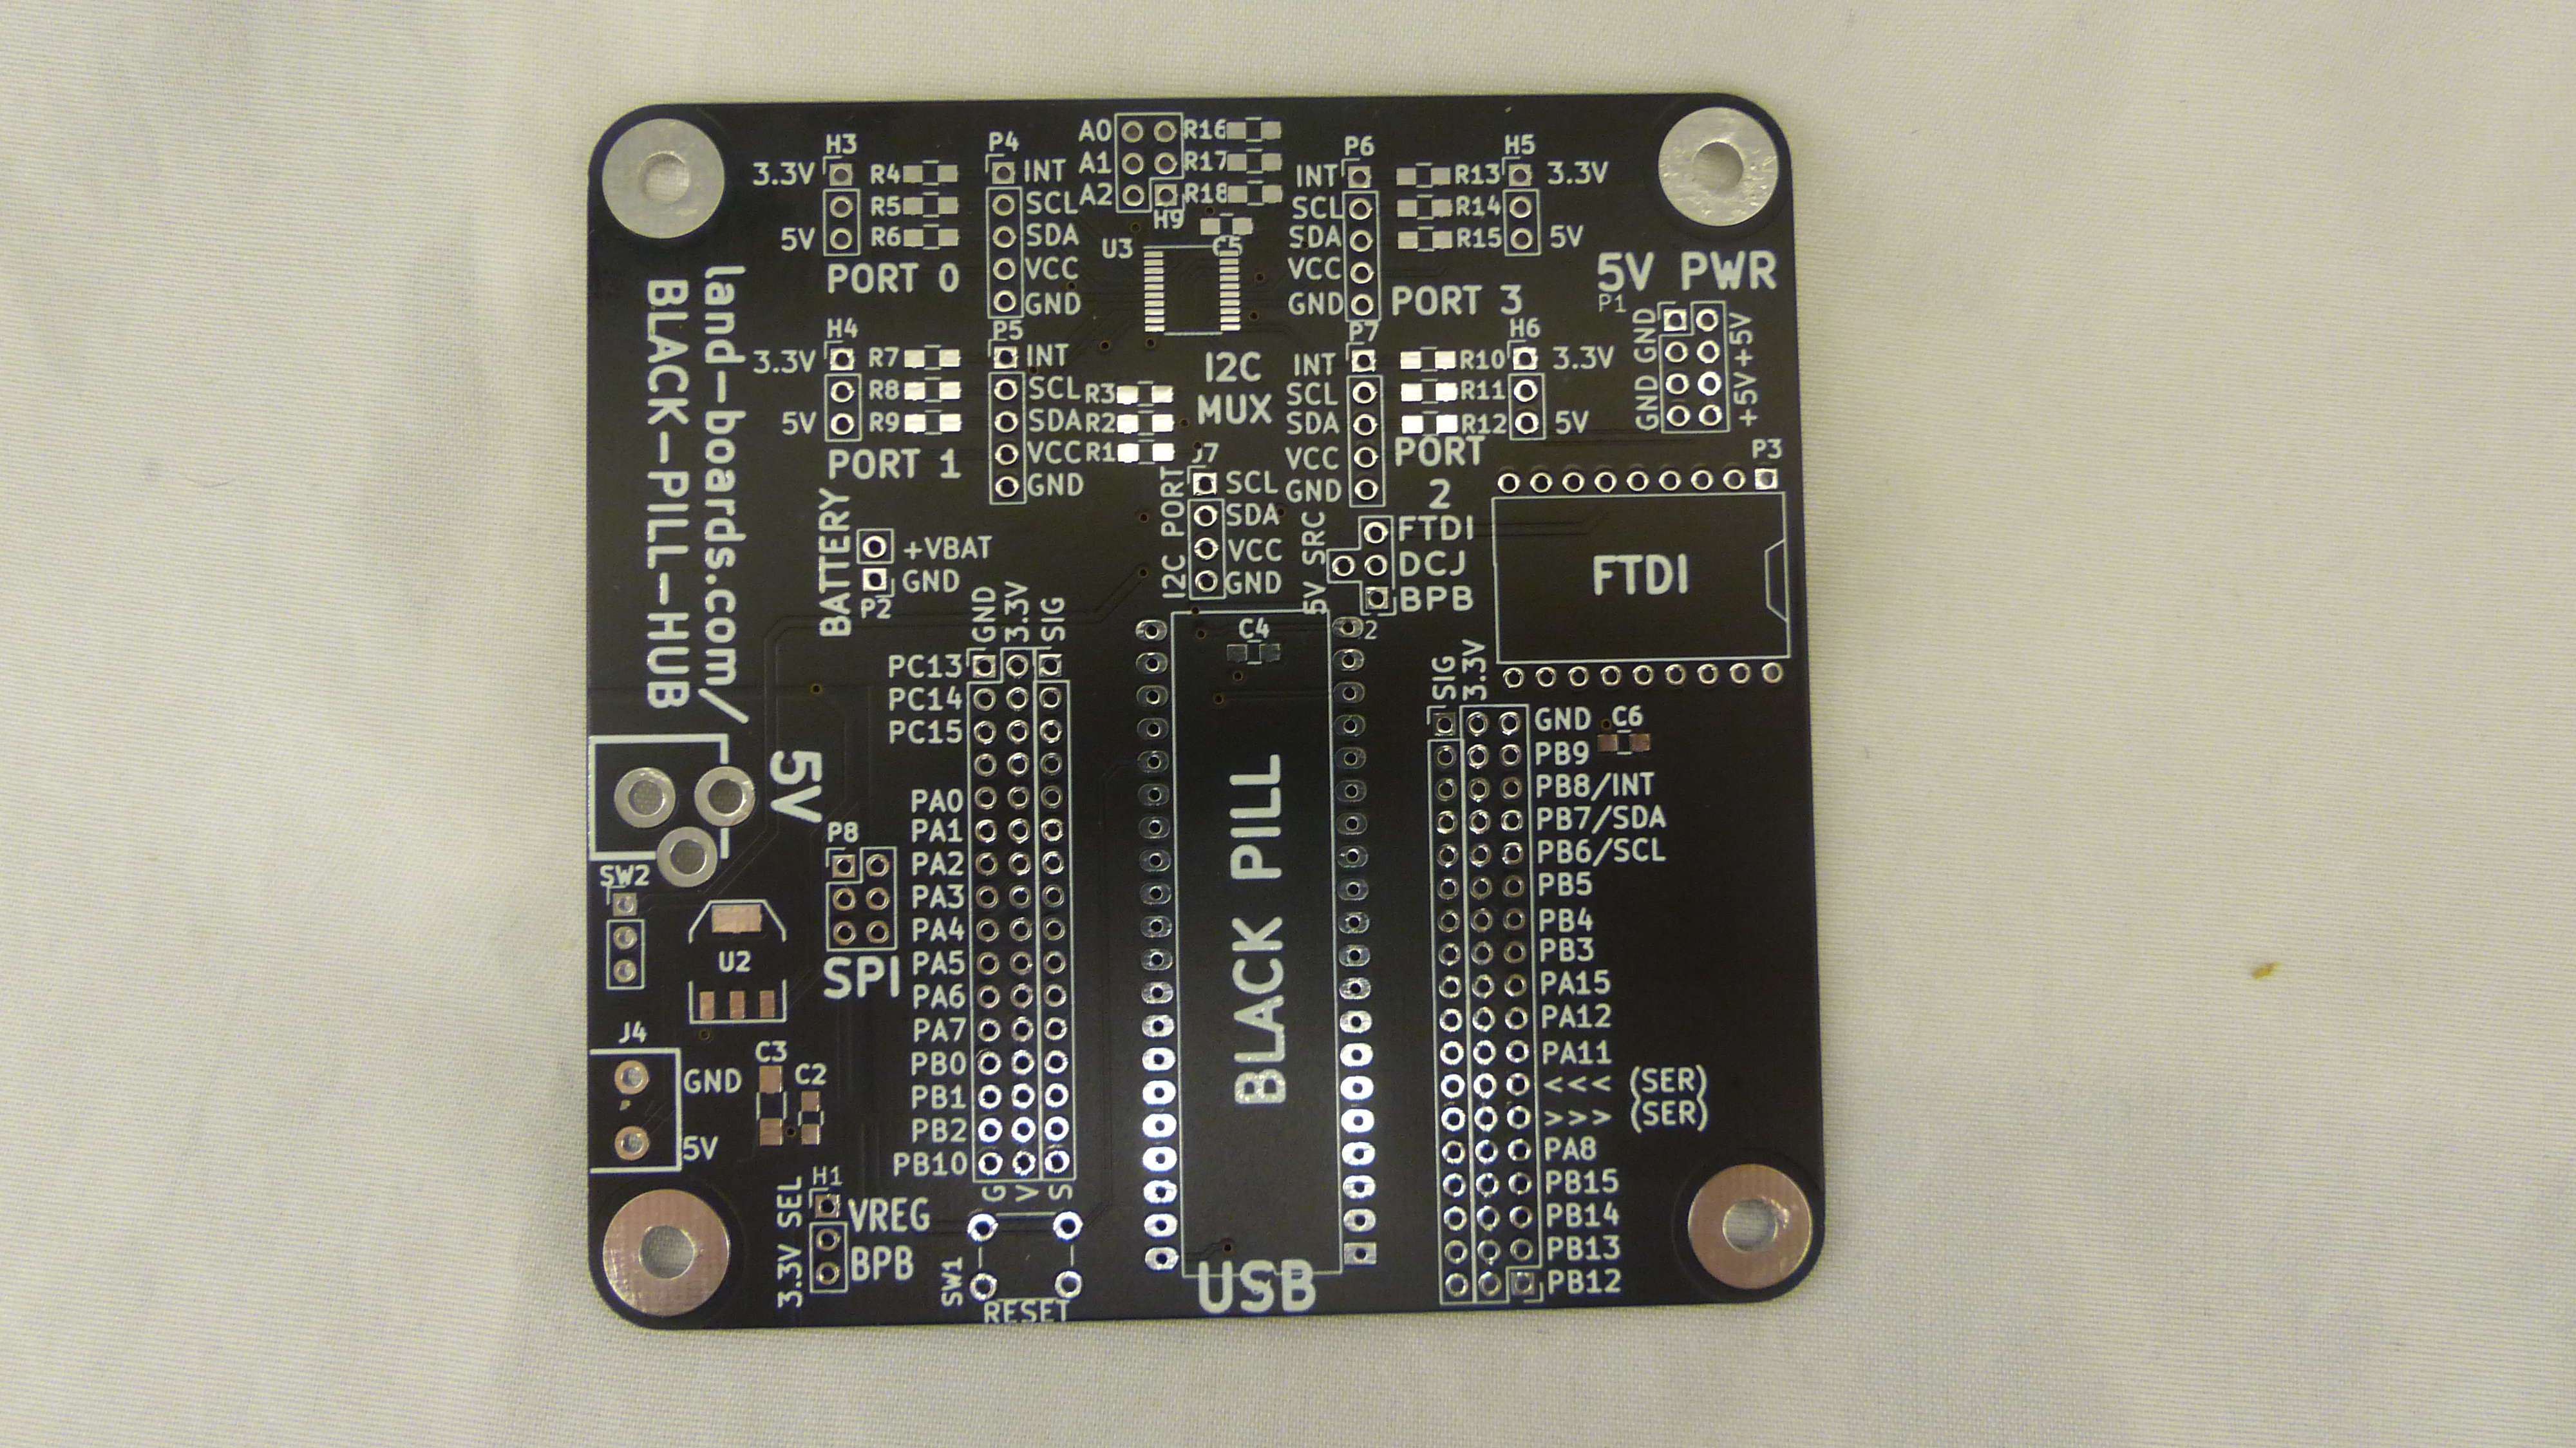 land-boards.com/
BLACK-PILL-HUB
H3
3.3V
5V
R4
R5
R6
PORT 0
P4
INT
SCL
SDA
VCC
GND
A0
A1
A2
R16
R17
R18
H9
C5
U3
P6
INT
SCL
SDA
VCC
GND
R13
R14
R15
H5
3.3V
5V
PORT 3
5V PWR
P1
GND GND
+5V+5V
H4
3.3V
5V
R7
R8
R9
PORT 1
P5
INT
SCL
SDA
VCC
GND
R3
R2
R1
I2C
MUX
P7
INT
SCL
SDA
VCC
GND
R10
R11
R12
H6
3.3V
5V
PORT
2
J7
I2C PORT
SCL
SDA
VCC
GND
5V SRC
FTDI
DCJ
BPB
P3
FTDI
BATTERY
+VBAT
GND
P2
GND
3.3V
SIG
PC13
PC14
PC15
PA0
PA1
PA2
PA3
PA4
PA5
PA6
PA7
PB0
PB1
PB2
PB10
G
V
S
C4
2
BLACK PILL
USB
SIG
3.3V
GND
PB9
PB8/INT
PB7/SDA
PB6/SCL
PB5
PB4
PB3
PA15
PA12
PA11
<<< (SER)
>>> (SER)
PA8
PB15
PB14
PB13
PB12
C6
5V
SW2
U2
P8
SPI
J4
GND
5V
C3
C2
3.3V SEL
H1
VREG
BPB
SW1
RESET